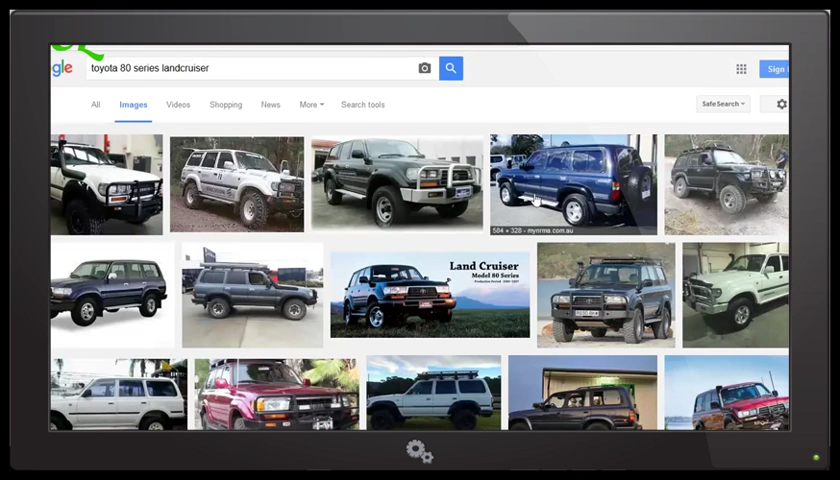 gle
toyota 80 series landcruiser
Sign i
All Images Videos Shopping News More Search tools
SafeSearch
584 × 328 - mynrma.com.au
Land Cruiser
Model 80 Series